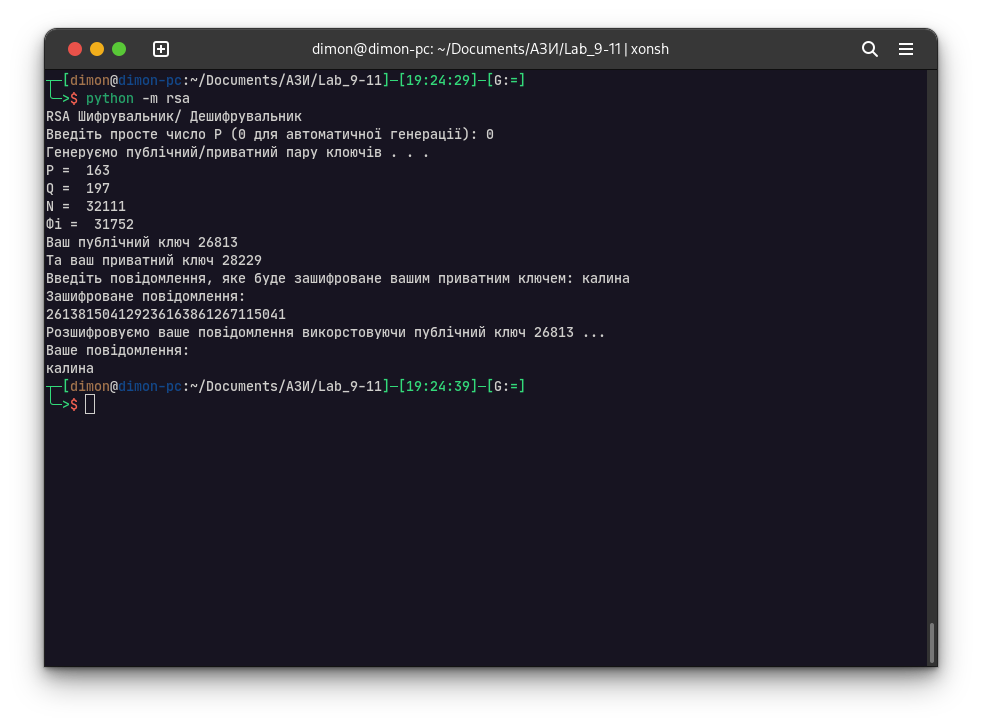 dimon@dimon-pc: ~/Documents/АЗИ/Lab_9-11 | xonsh
┬─[dimon@dimon-pc:~/Documents/АЗИ/Lab_9-11]─[19:24:29]─[G:=]
╰─>$ python -m rsa
RSA Шифрувальник/ Дешифрувальник
Введіть просте число P (0 для автоматичної генерації): 0
Генеруємо публічний/приватний пару клоючів . . .
P =  163
Q =  197
N =  32111
Фі =  31752
Ваш публічний ключ 26813
Та ваш приватний ключ 28229
Введіть повідомлення, яке буде зашифроване вашим приватним ключем: калина
Зашифроване повідомлення:
261381504129236163861267115041
Розшифровуємо ваше повідомлення викорстовуючи публічний ключ 26813 ...
Ваше повідомлення:
калина
┬─[dimon@dimon-pc:~/Documents/АЗИ/Lab_9-11]─[19:24:39]─[G:=]
╰─>$